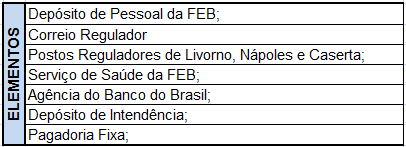 ELEMENTOS
Depósito de Pessoal da FEB;
Correio Regulador
Postos Reguladores de Livorno, Nápoles e Caserta;
Serviço de Saúde da FEB;
Agência do Banco do Brasil;
Depósito de Intendência;
Pagadoria Fixa;